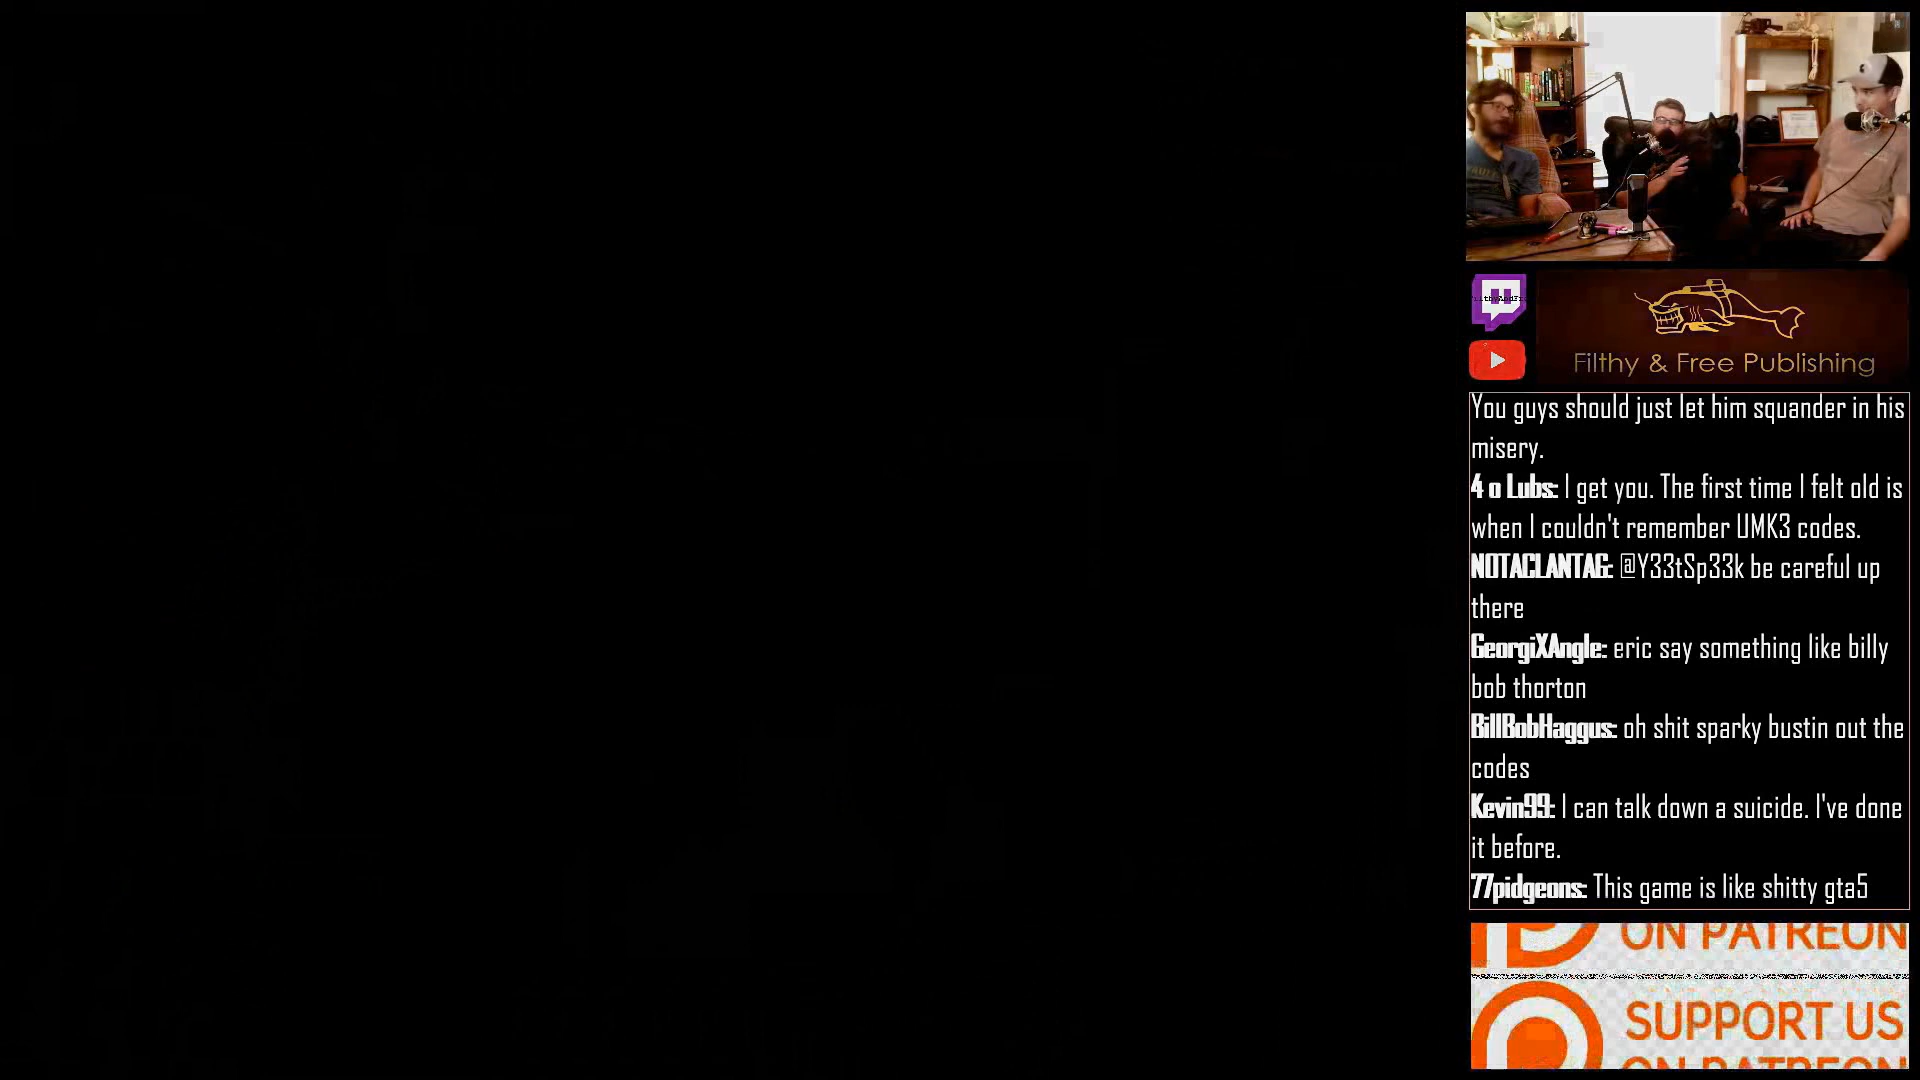 Filthy & Free Publishing
You guys should just let him squander in his
misery.
4 o Lubs: I get you. The first time I felt old is
when I couldn't remember UMK3 codes.
NOTACLANTAG: @Y33tSp33k be careful up
there
GeorgiXAngle: eric say something like billy
bob thorton
BillBobHaggus: oh shit sparky bustin out the
codes
Kevin99: I can talk down a suicide. I've done
it before.
77pidgeons: This game is like shitty gta5
ON PATREON
SUPPORT US
ON PATREON